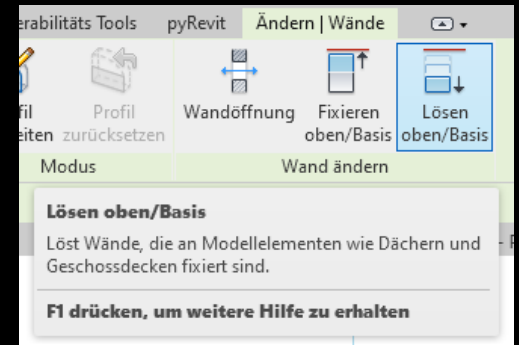 erabilitäts Tools pyRevit Ändern | Wände
fil Profil Wandöffnung Fixieren Lösen
eiten zurücksetzen oben/Basis oben/Basis
Modus Wand ändern
Lösen oben/Basis
Löst Wände, die an Modellelementen wie Dächern und
Geschossdecken fixiert sind.
F1 drücken, um weitere Hilfe zu erhalten